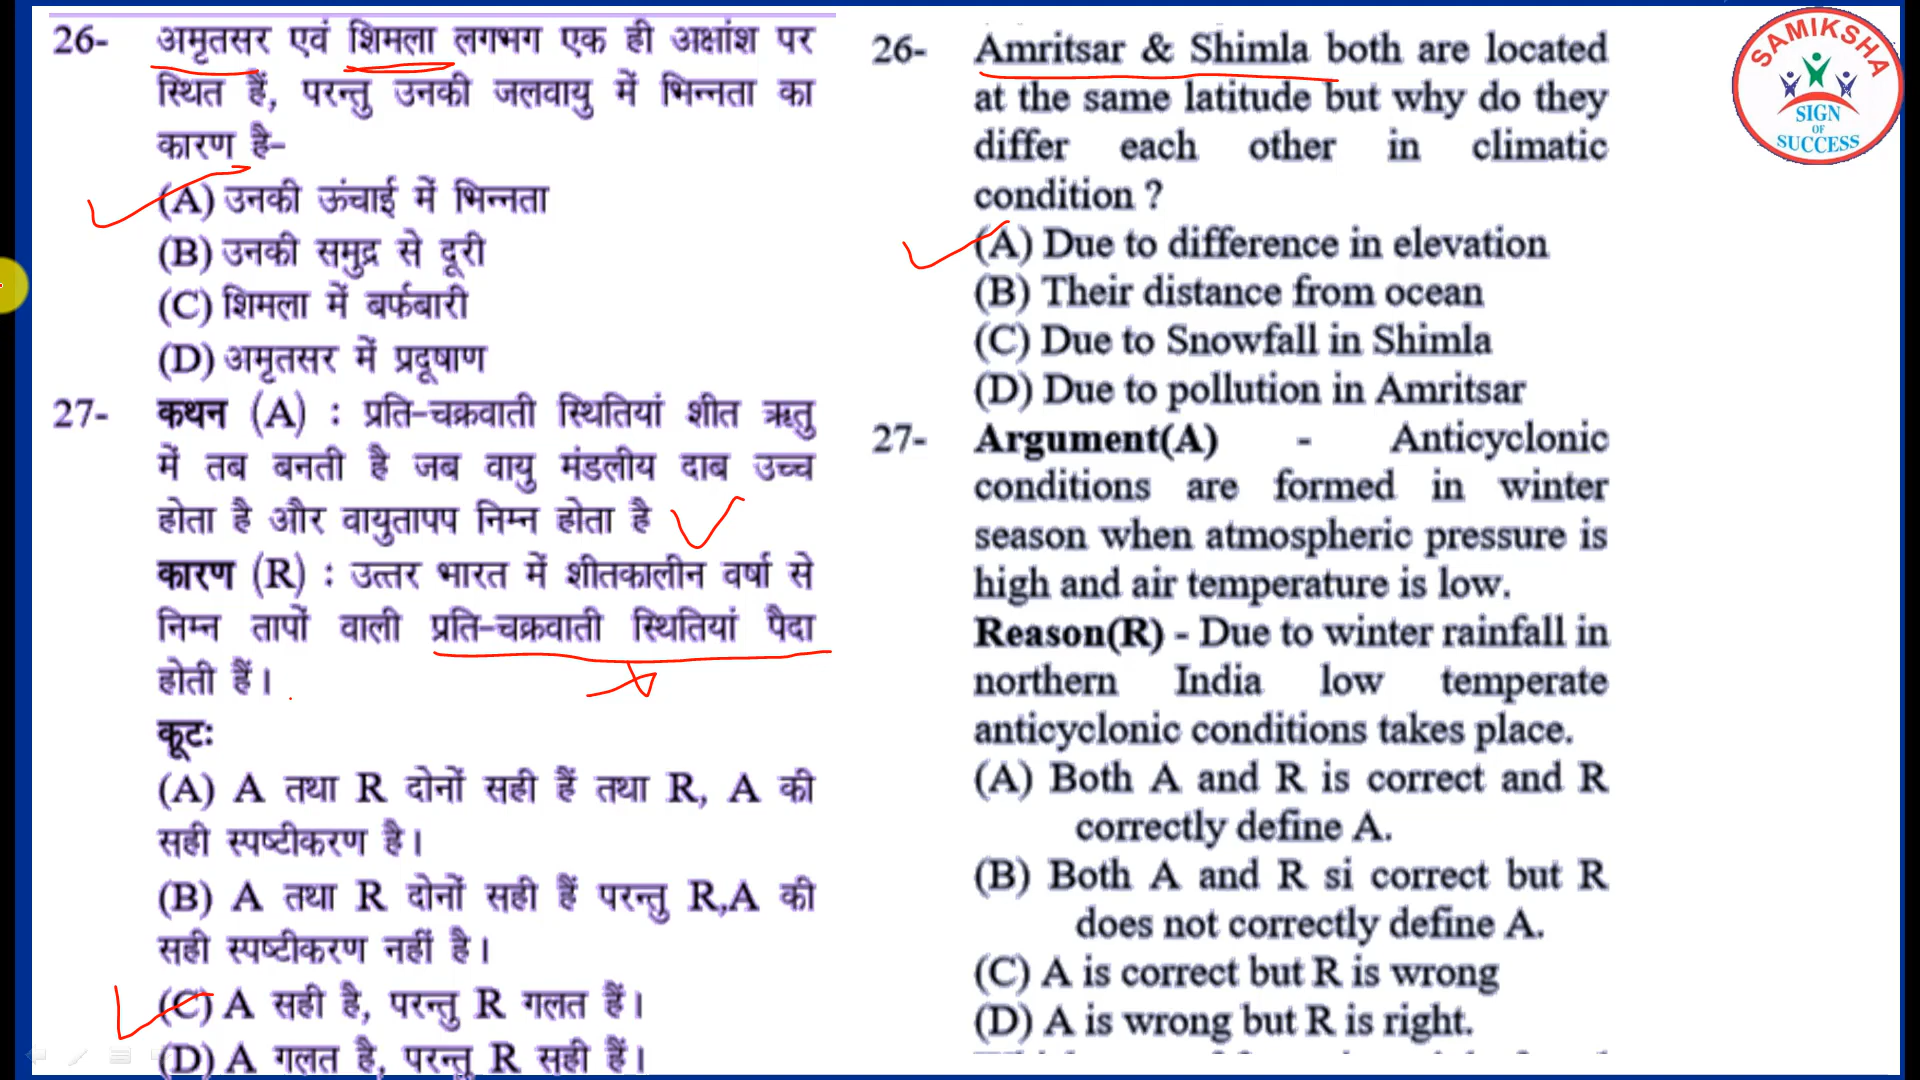 26- अमृतसर एवं शिमला लगभग एक ही अक्षांश पर
स्थित हैं, परन्तु उनकी जलवायु में भिन्नता का
कारण है-
(A) उनकी ऊंचाई में भिन्नता
(B) उनकी समुद्र से दूरी
(C) शिमला में बर्फबारी
(D) अमृतसर में प्रदूषाण
27- कथन (A) : प्रति-चक्रवाती स्थितियां शीत ऋतु
में तब बनती है जब वायु मंडलीय दाब उच्च
होता है और वायुतापप निम्न होता है
कारण (R) : उत्तर भारत में शीतकालीन वर्षा से
निम्न तापों वाली प्रति-चक्रवाती स्थितियां पैदा
होती हैं।
कूटः
(A) A तथा R दोनों सही हैं तथा R, A की
सही स्पष्टीकरण है।
(B) A तथा R दोनों सही हैं परन्तु R,A की
सही स्पष्टीकरण नहीं है।
(C) A सही है, परन्तु R गलत हैं।
(D) A गलत है, परन्तु R सही हैं।
26- Amritsar & Shimla both are located
at the same latitude but why do they
differ each other in climatic
condition ?
(A) Due to difference in elevation
(B) Their distance from ocean
(C) Due to Snowfall in Shimla
(D) Due to pollution in Amritsar
27- Argument(A) - Anticyclonic
conditions are formed in winter
season when atmospheric pressure is
high and air temperature is low.
Reason(R) - Due to winter rainfall in
northern India low temperate
anticyclonic conditions takes place.
(A) Both A and R is correct and R
correctly define A.
(B) Both A and R si correct but R
does not correctly define A.
(C) A is correct but R is wrong
(D) A is wrong but R is right.
SAMIKSHA
SIGN
OF
SUCCESS